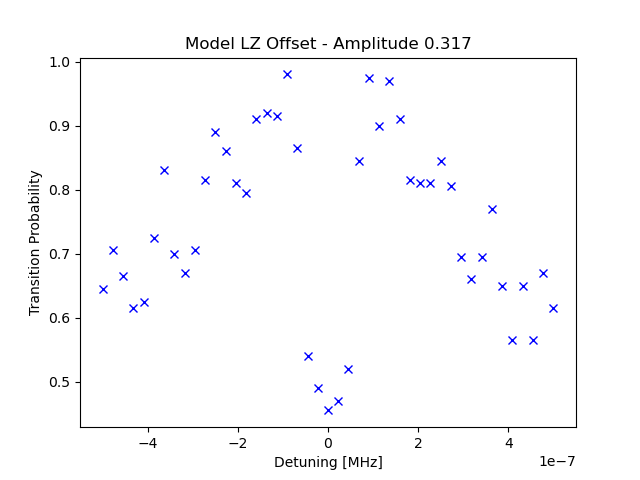 Model LZ Offset - Amplitude 0.317
Transition Probability
1.0
0.9
0.8
0.7
0.6
0.5
−4
−2
0
2
4
1e−7
Detuning [MHz]